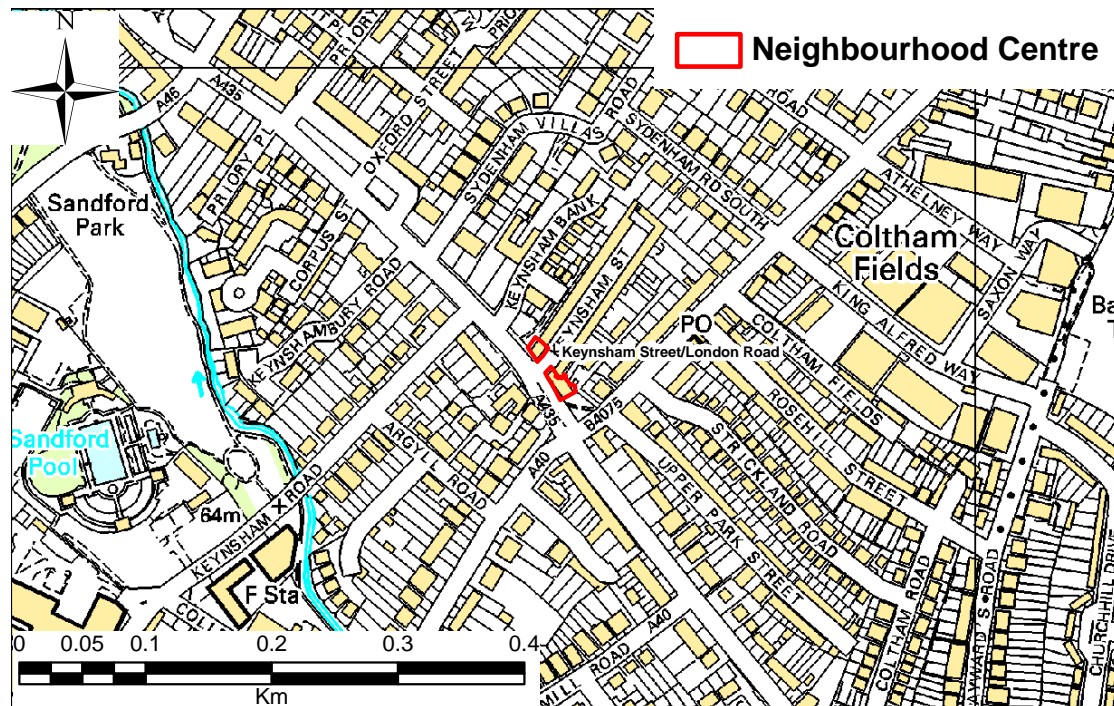 N
Neighbourhood Centre
A46
A435
PRIORY
STREET
PRIORY P
OXFORD
STREET
SYDENHAM VILLAS
ROAD
SYDENHAM RD SOUTH
ROAD
SYDENHAM
Sandford
Park
CORPUS ST
KEYNSHAMBURY ROAD
KEYNSHAM BANK
KEYNSHAM ST
ATHELNEY WAY
SAXON WAY
Coltham
Fields
KING ALFRED WAY
Ba
PO
Keynsham Street/London Road
COLTHAM FIELDS
ROSEHILL STREET
A435
B4075
A40
ARGYLL ROAD
STRICKLAND ROAD
UPPER PARK STREET
Sandford
Pool
64m
KEYNSHAM ROAD
F Sta
A40
ROAD
COLTHAM ROAD
HAYWARD S ROAD
CHURCHILL DRIVE
0 0.05 0.1 0.2 0.3 0.4
Km